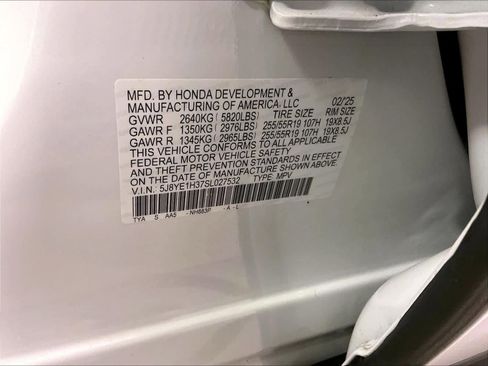 MFD. BY HONDA DEVELOPMENT &
MANUFACTURING OF AMERICA, LLC 02/25
GVWR 2640KG (5820LBS) TIRE SIZE RIM SIZE
GAWR F 1350KG (2976LBS) 255/55R19 107H 19X8.5J
GAWR R 1345KG (2965LBS) 255/55R19 107H 19X8.5J
THIS VEHICLE CONFORMS TO ALL APPLICABLE
FEDERAL MOTOR VEHICLE SAFETY
AND THEFT PREVENTION STANDARDS IN EFFECT
ON THE DATE OF MANUFACTURE SHOWN ABOVE.
V.I.N.: 5J8YE1H37SL027532 TYPE: MPV
TYA S AA5 -NH883P A -